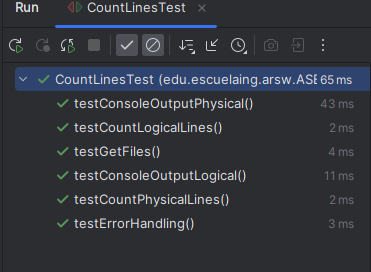 Run CountLinesTest ×
CountLinesTest (edu.escuelaing.arsw.ASE 65 ms
testConsoleOutputPhysical() 43 ms
testCountLogicalLines() 2 ms
testGetFiles() 4 ms
testConsoleOutputLogical() 11 ms
testCountPhysicalLines() 2 ms
testErrorHandling() 3 ms